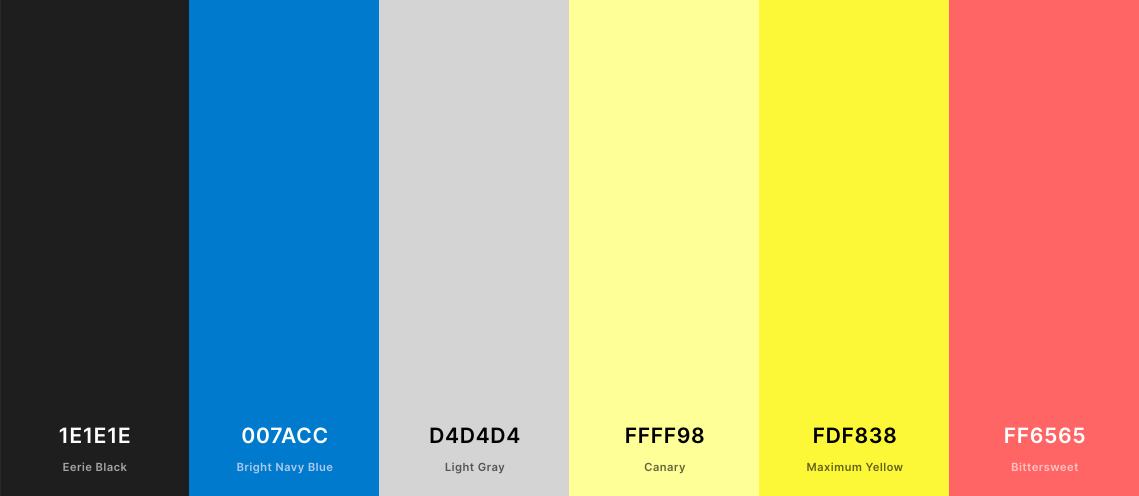 1E1E1E
Eerie Black
007ACC
Bright Navy Blue
D4D4D4
Light Gray
FFFF98
Canary
FDF838
Maximum Yellow
FF6565
Bittersweet